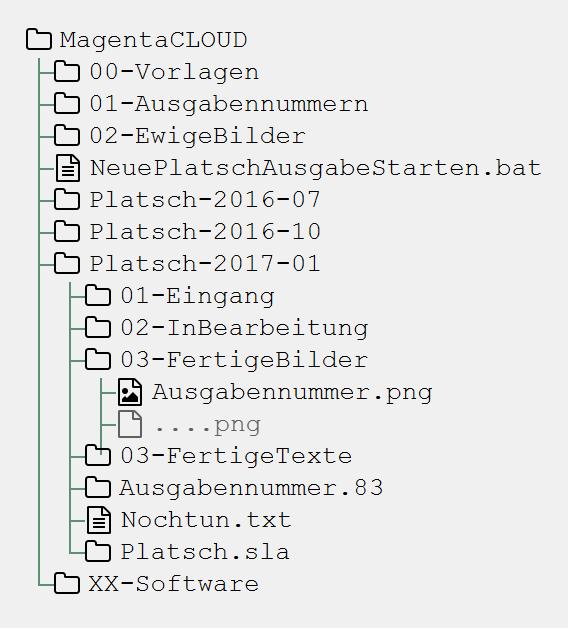 MagentaCLOUD
00-Vorlagen
01-Ausgabennummern
02-EwigeBilder
NeuePlatschAusgabeStarten.bat
Platsch-2016-07
Platsch-2016-10
Platsch-2017-01
01-Eingang
02-InBearbeitung
03-FertigeBilder
Ausgabennummer.png
....png
03-FertigeTexte
Ausgabennummer.83
Nochtun.txt
Platsch.sla
XX-Software